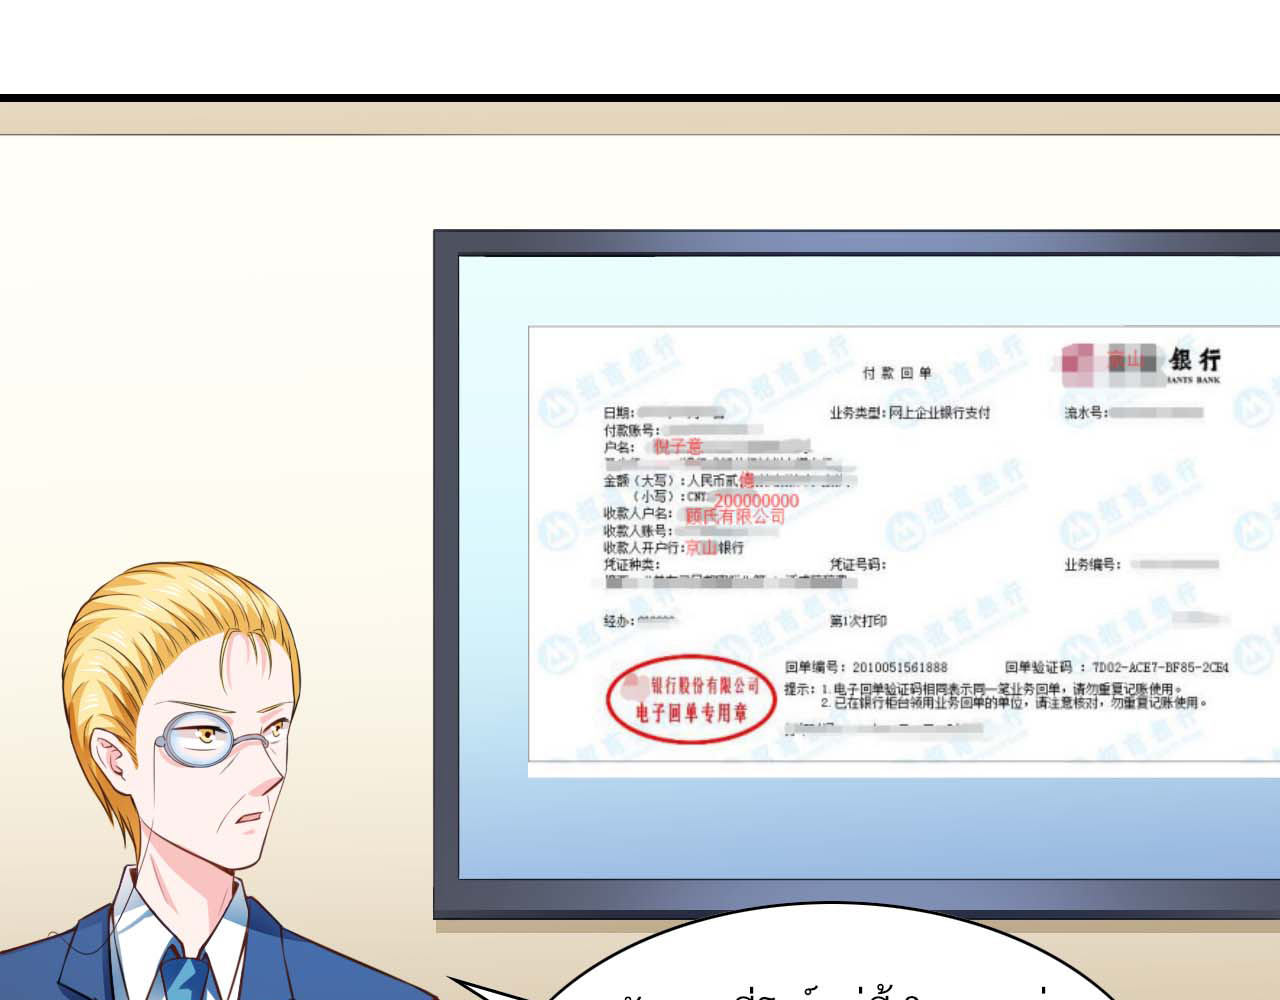 付款回单
京山 银行
HANTS BANK
日期: 业务类型:网上企业银行支付 流水号:
付款账号:
户名: 倪子意
金额(大写):人民币贰亿
(小写):CNY 200000000
收款人户名: 顾氏有限公司
收款人账号:
收款人开户行:京山银行
凭证种类: 凭证号码: 业务编号:
经办: 第1次打印
回单编号: 2010051561888 回单验证码 : 7D02-ACE7-BF85-2CB4
提示: 1.电子回单验证码相同表示同一笔业务回单,请勿重复记账使用。
2.已在银行柜台领用业务回单的单位,请注意核对,勿重复记账使用。
银行股份有限公司
电子回单专用章
招商银行